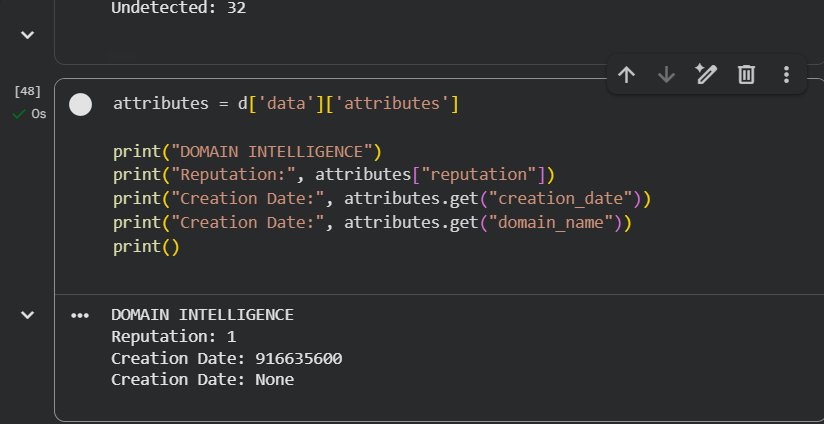 Undetected: 32
[48]
0s
attributes = d['data']['attributes']
print("DOMAIN INTELLIGENCE")
print("Reputation:", attributes["reputation"])
print("Creation Date:", attributes.get("creation_date"))
print("Creation Date:", attributes.get("domain_name"))
print()
DOMAIN INTELLIGENCE
Reputation: 1
Creation Date: 916635600
Creation Date: None